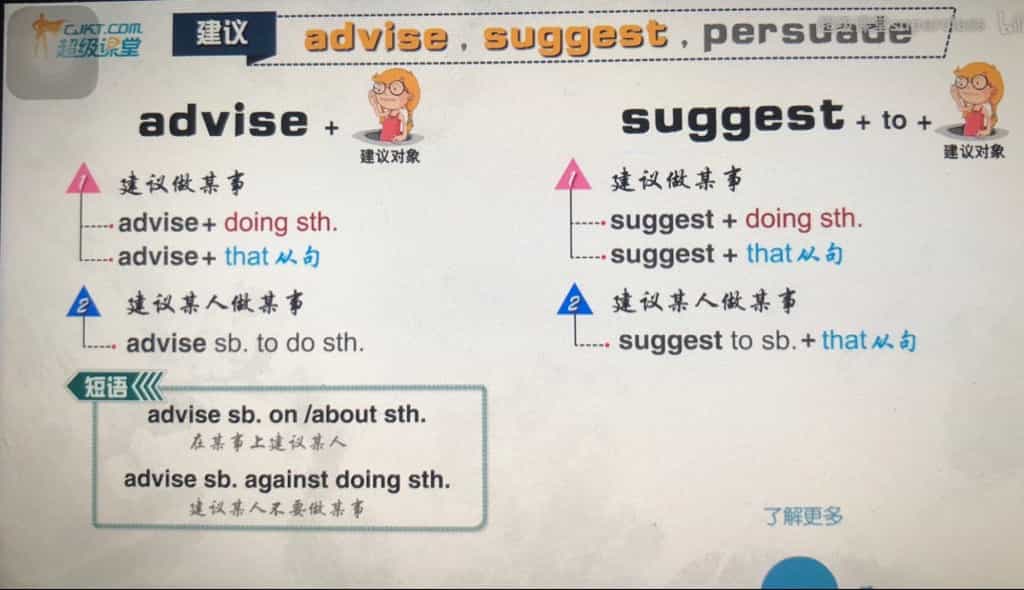 CJKT.COM
超级课堂
建议
advise , suggest , persuade
advise +
建议对象
1 建议做某事
advise+ doing sth.
advise+ that从句
2 建议某人做某事
advise sb. to do sth.
短语
advise sb. on /about sth.
在某事上建议某人
advise sb. against doing sth.
建议某人不要做某事
suggest + to +
建议对象
1 建议做某事
suggest + doing sth.
suggest + that从句
2 建议某人做某事
suggest to sb.+ that从句
了解更多